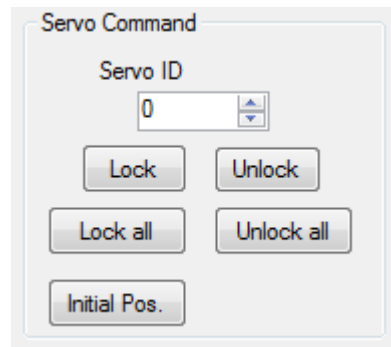 Servo Command
Servo ID
0
Lock Unlock
Lock all Unlock all
Initial Pos.